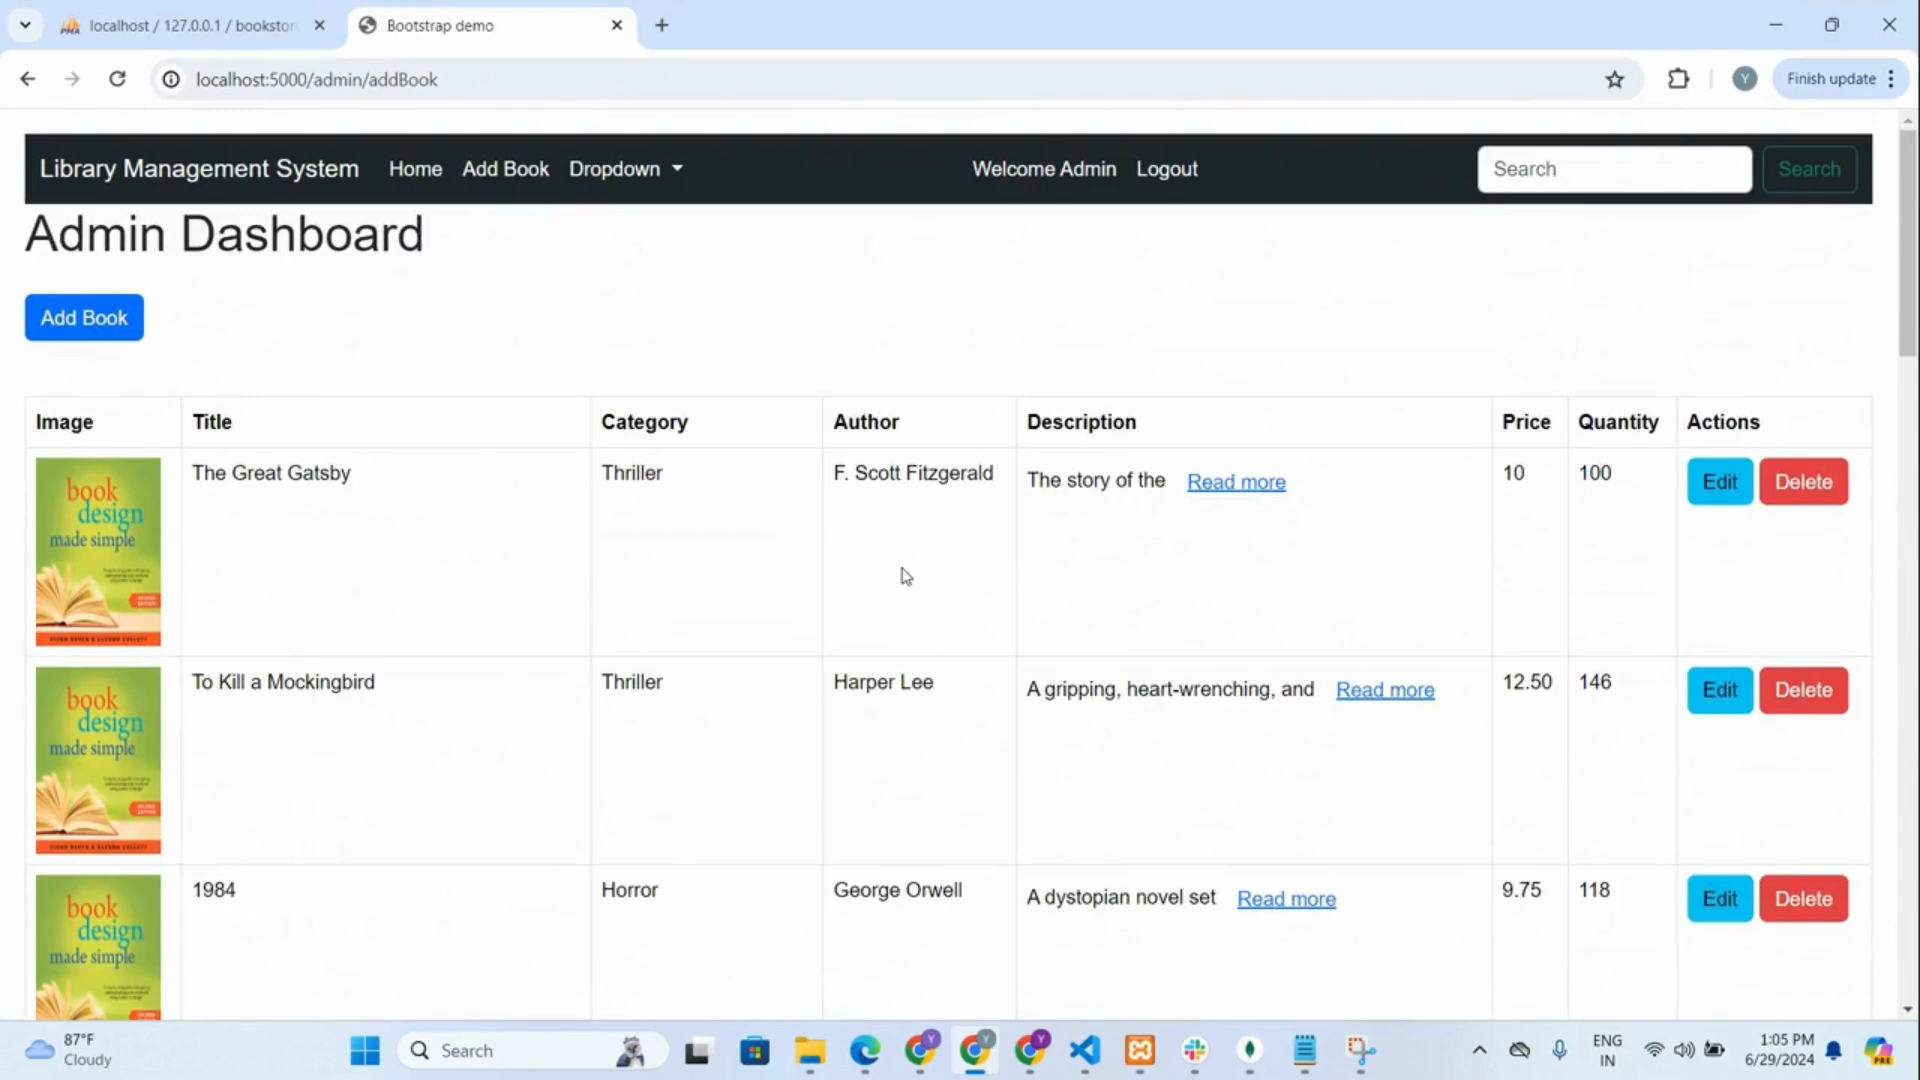 localhost / 127.0.0.1 / bookstor
Bootstrap demo
localhost:5000/admin/addBook
Y
Finish update
Library Management System Home Add Book Dropdown Welcome Admin Logout Search Search
Admin Dashboard
Add Book
Image Title Category Author Description Price Quantity Actions
The Great Gatsby Thriller F. Scott Fitzgerald The story of the Read more 10 100 Edit Delete
book
design
made simple
To Kill a Mockingbird Thriller Harper Lee A gripping, heart-wrenching, and Read more 12.50 146 Edit Delete
book
design
made simple
1984 Horror George Orwell A dystopian novel set Read more 9.75 118 Edit Delete
book
design
made simple
87°F
Cloudy
Search
Y
Y
Y
ENG
IN
1:05 PM
6/29/2024
PRE